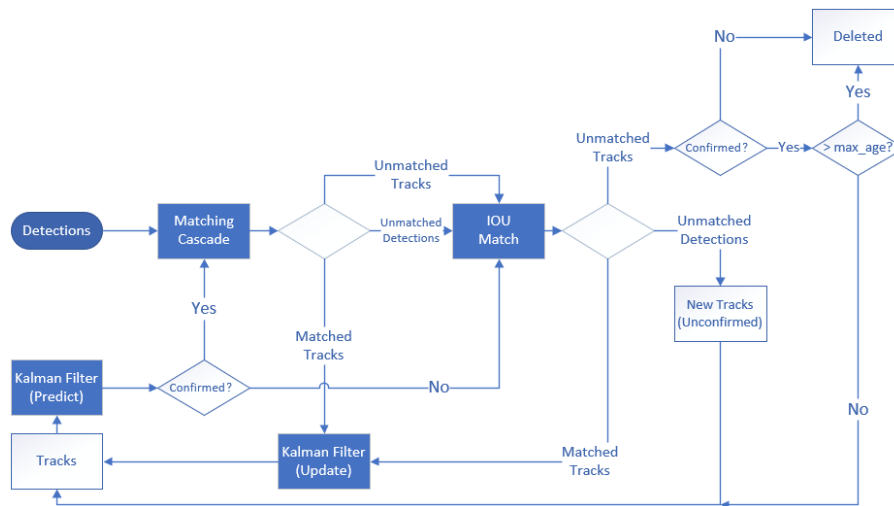 No
Deleted
Yes
Unmatched
Tracks
Confirmed?
Yes
> max_age?
Unmatched
Tracks
Detections
Matching
Cascade
Unmatched
Detections
IOU
Match
Unmatched
Detections
Yes
New Tracks
(Unconfirmed)
Matched
Tracks
Kalman Filter
(Predict)
Confirmed?
No
No
Tracks
Kalman Filter
(Update)
Matched
Tracks